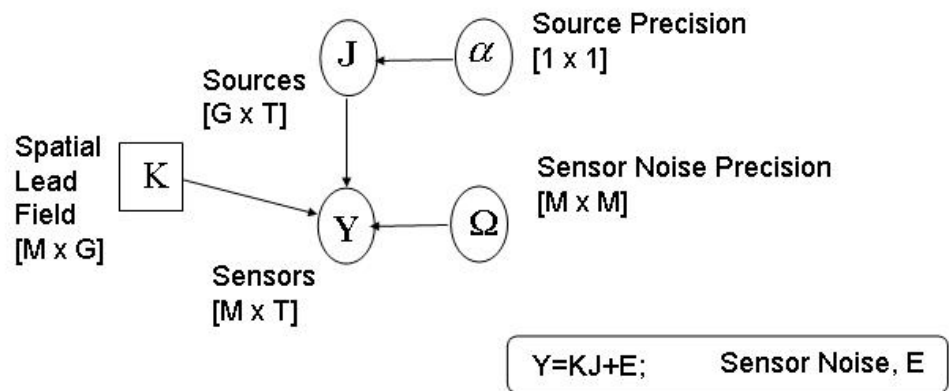 J
α
Source Precision
[1 x 1]
Sources
[G x T]
Spatial
Lead
Field
[M x G]
K
Y
Ω
Sensor Noise Precision
[M x M]
Sensors
[M x T]
Y=KJ+E; Sensor Noise, E